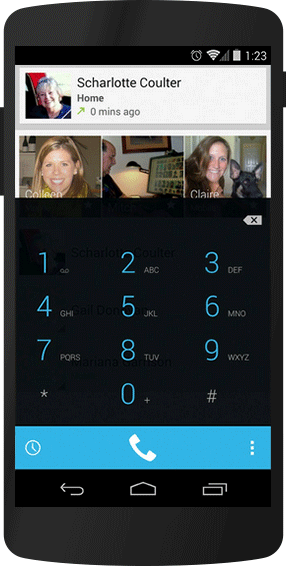 1:23
Scharlotte Coulter
Home
0 mins ago
Colleen
Claire
Scharlotte Coulter
1 2 ABC 3 DEF
4 GHI 5 JKL 6 MNO
7 PQRS 8 TUV 9 WXYZ
* 0 + #